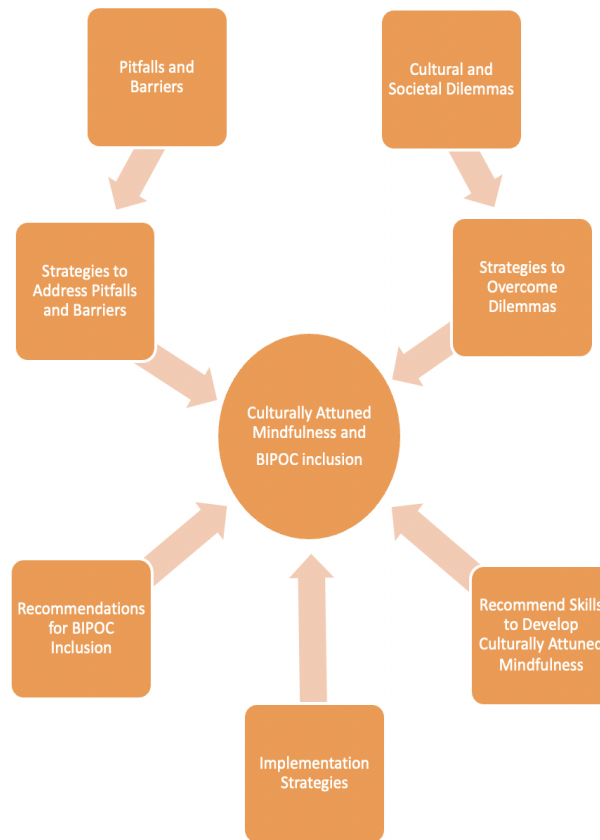 Pitfalls and
Barriers
Cultural and
Societal Dilemmas
Strategies to
Address Pitfalls
and Barriers
Strategies to
Overcome
Dilemmas
Culturally Attuned
Mindfulness and
BIPOC inclusion
Recommendations
for BIPOC
Inclusion
Recommend Skills
to Develop
Culturally Attuned
Mindfulness
Implementation
Strategies